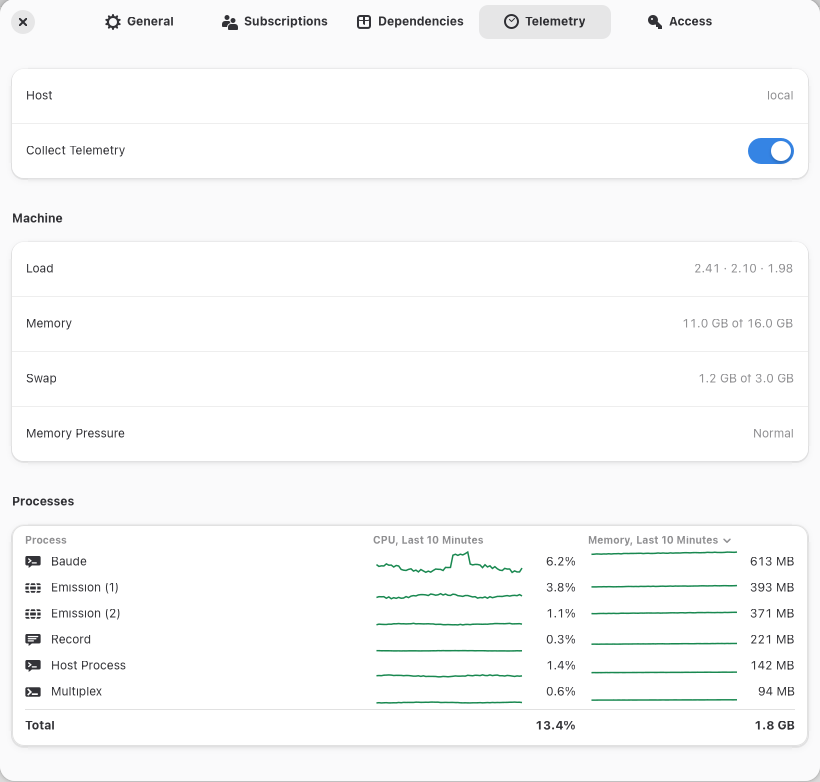 General Subscriptions Dependencies Telemetry Access
Host local
Collect Telemetry
Machine
Load 2.41 · 2.10 · 1.98
Memory 11.0 GB of 16.0 GB
Swap 1.2 GB of 3.0 GB
Memory Pressure Normal
Processes
Process CPU, Last 10 Minutes Memory, Last 10 Minutes
Baude 6.2% 613 MB
Emission (1) 3.8% 393 MB
Emission (2) 1.1% 371 MB
Record 0.3% 221 MB
Host Process 1.4% 142 MB
Multiplex 0.6% 94 MB
Total 13.4% 1.8 GB